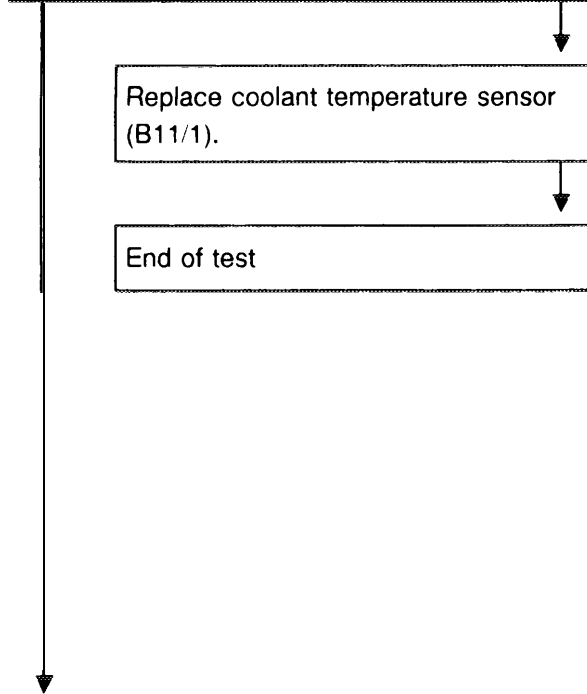 Replace coolant temperature sensor
(B11/1).
End of test